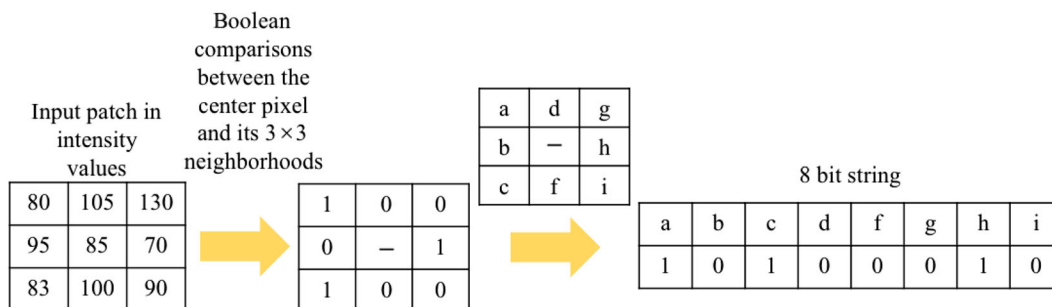 Input patch in
intensity
values
80 105 130
95 85 70
83 100 90
Boolean
comparisons
between the
center pixel
and its 3×3
neighborhoods
1 0 0
0 – 1
1 0 0
a d g
b – h
c f i
8 bit string
a b c d f g h i
1 0 1 0 0 0 1 0